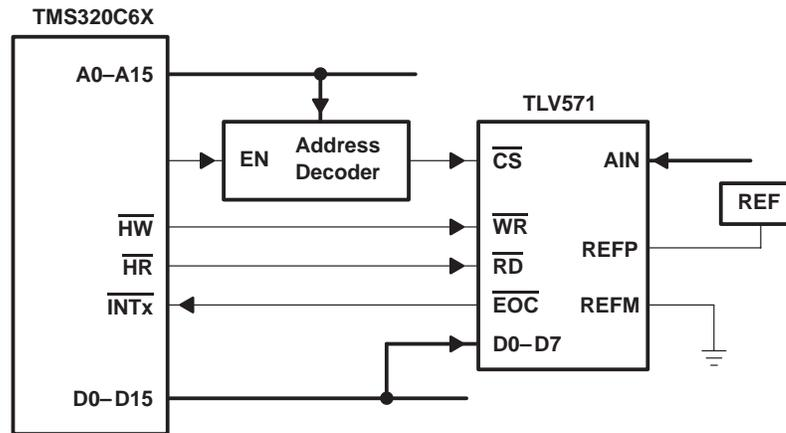 TMS320C6X
A0–A15
TLV571
EN
Address
Decoder
CS
AIN
REF
HW
WR
REFP
HR
RD
INTx
EOC
REFM
D0–D7
D0–D15